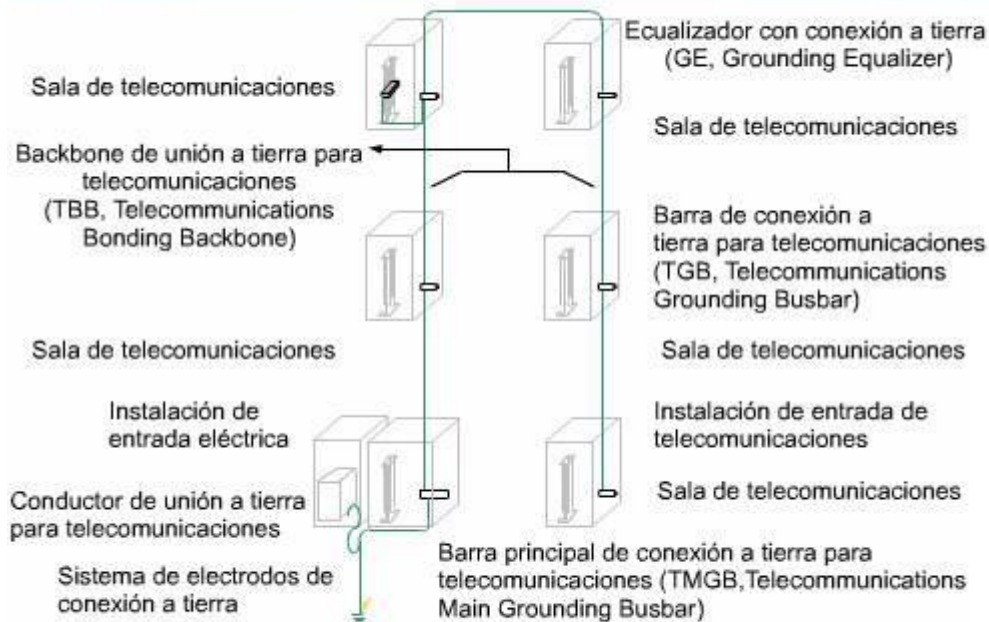 Ecualizador con conexión a tierra
(GE, Grounding Equalizer)
Sala de telecomunicaciones
Sala de telecomunicaciones
Backbone de unión a tierra para
telecomunicaciones
(TBB, Telecommunications
Bonding Backbone)
Barra de conexión a
tierra para telecomunicaciones
(TGB, Telecommunications
Grounding Busbar)
Sala de telecomunicaciones
Sala de telecomunicaciones
Instalación de
entrada eléctrica
Instalación de entrada de
telecomunicaciones
Conductor de unión a tierra
para telecomunicaciones
Sala de telecomunicaciones
Sistema de electrodos de
conexión a tierra
Barra principal de conexión a tierra para
telecomunicaciones (TMGB,Telecommunications
Main Grounding Busbar)